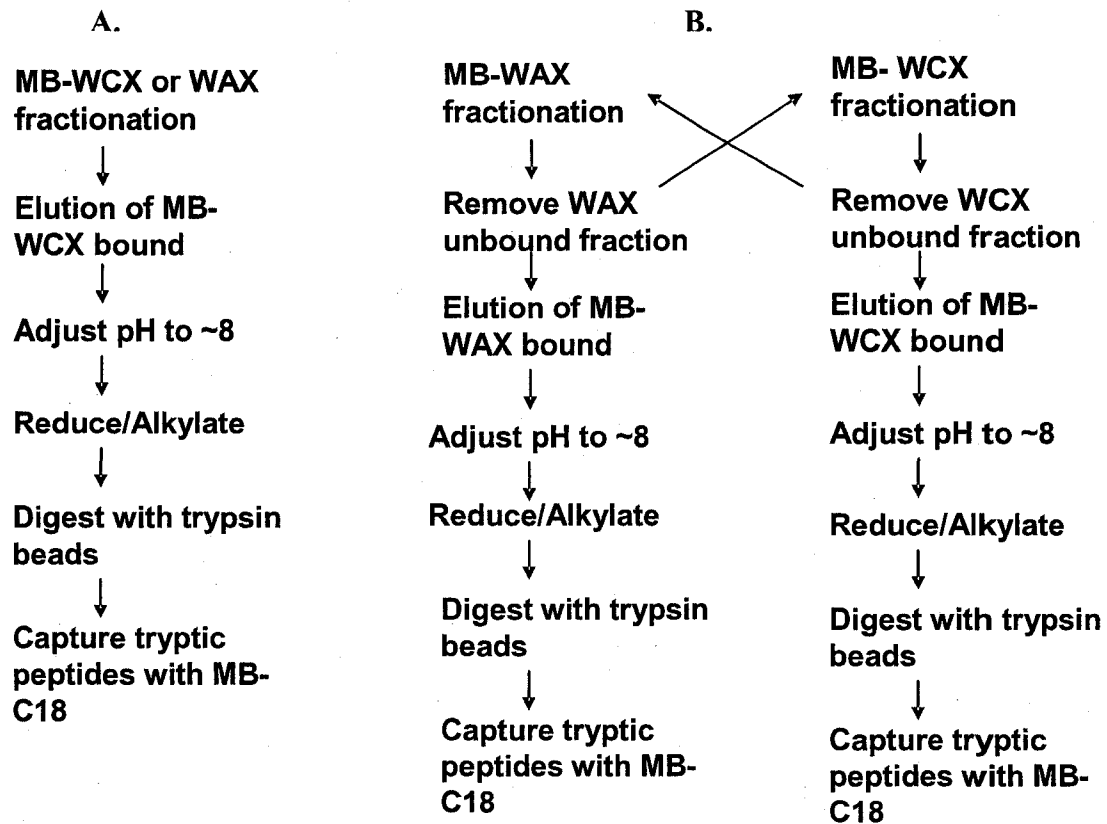 A.
MB-WCX or WAX
fractionation
Elution of MB-
WCX bound
Adjust pH to ~8
Reduce/Alkylate
Digest with trypsin
beads
Capture tryptic
peptides with MB-
C18
B.
MB-WAX
fractionation
Remove WAX
unbound fraction
Elution of MB-
WAX bound
Adjust pH to ~8
Reduce/Alkylate
Digest with trypsin
beads
Capture tryptic
peptides with MB-
C18
MB- WCX
fractionation
Remove WCX
unbound fraction
Elution of MB-
WCX bound
Adjust pH to ~8
Reduce/Alkylate
Digest with trypsin
beads
Capture tryptic
peptides with MB-
C18